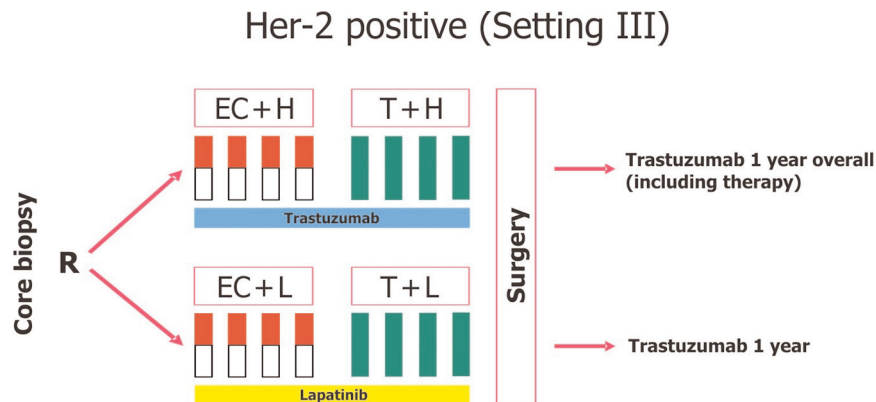 Her-2 positive (Setting III)
EC+H
T+H
Trastuzumab
Core biopsy
R
EC+L
T+L
Lapatinib
Surgery
Trastuzumab 1 year overall
(including therapy)
Trastuzumab 1 year